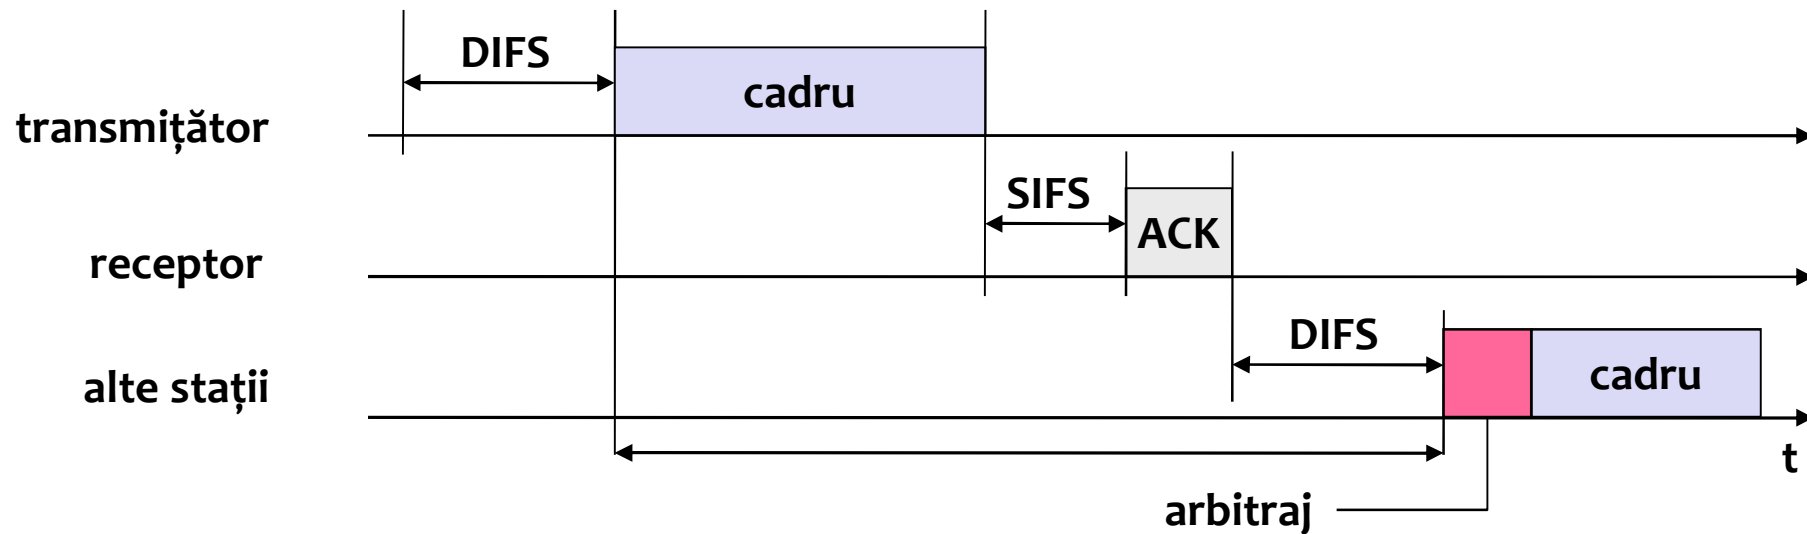 DIFS
cadru
transmițător
SIFS
ACK
receptor
DIFS
cadru
alte stații
t
arbitraj